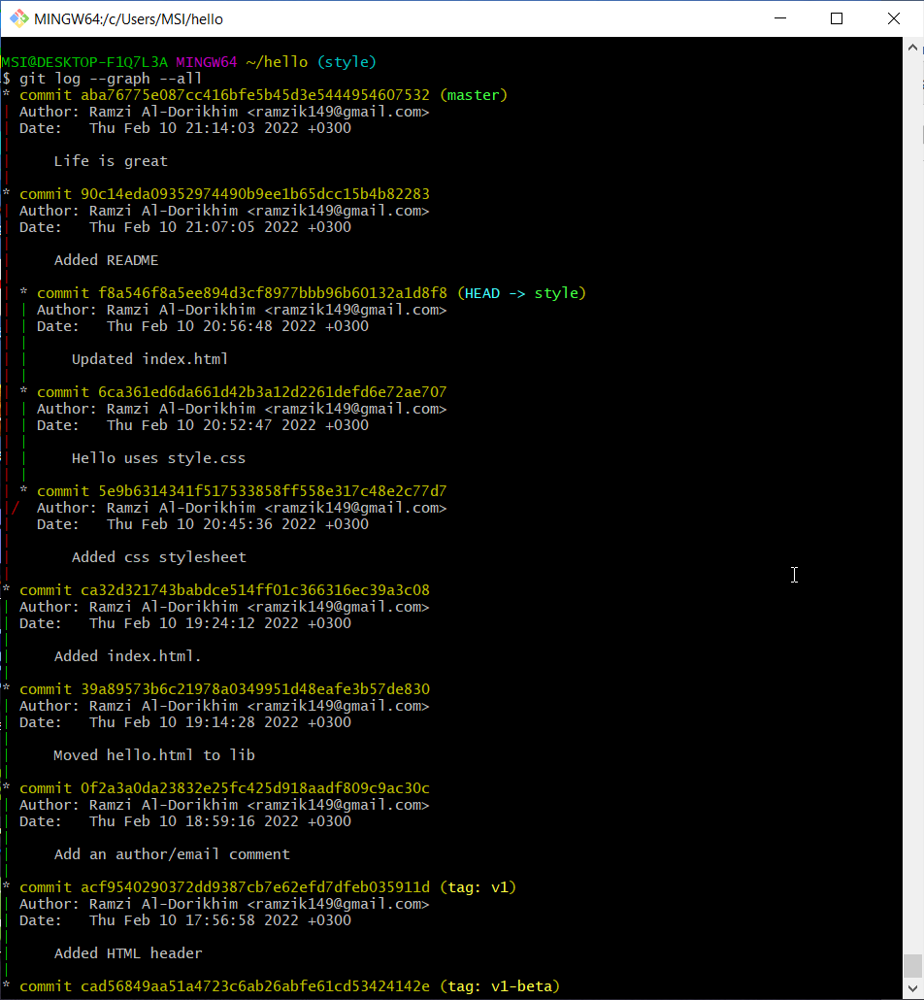 MINGW64:/c/Users/MSI/hello
MSI@DESKTOP-F1Q7L3A MINGW64 ~/hello (style)
$ git log --graph --all
* commit aba76775e087cc416bfe5b45d3e5444954607532 (master)
| Author: Ramzi Al-Dorikhim <ramzik149@gmail.com>
| Date:   Thu Feb 10 21:14:03 2022 +0300
|
|     Life is great
|
* commit 90c14eda09352974490b9ee1b65dcc15b4b82283
| Author: Ramzi Al-Dorikhim <ramzik149@gmail.com>
| Date:   Thu Feb 10 21:07:05 2022 +0300
|
|     Added README
|
| * commit f8a546f8a5ee894d3cf8977bbb96b60132a1d8f8 (HEAD -> style)
| | Author: Ramzi Al-Dorikhim <ramzik149@gmail.com>
| | Date:   Thu Feb 10 20:56:48 2022 +0300
| |
| |     Updated index.html
| |
| * commit 6ca361ed6da661d42b3a12d2261defd6e72ae707
| | Author: Ramzi Al-Dorikhim <ramzik149@gmail.com>
| | Date:   Thu Feb 10 20:52:47 2022 +0300
| |
| |     Hello uses style.css
| |
| * commit 5e9b6314341f517533858ff558e317c48e2c77d7
|/  Author: Ramzi Al-Dorikhim <ramzik149@gmail.com>
|   Date:   Thu Feb 10 20:45:36 2022 +0300
|
|       Added css stylesheet
|
* commit ca32d321743babdce514ff01c366316ec39a3c08
| Author: Ramzi Al-Dorikhim <ramzik149@gmail.com>
| Date:   Thu Feb 10 19:24:12 2022 +0300
|
|     Added index.html.
|
* commit 39a89573b6c21978a0349951d48eafe3b57de830
| Author: Ramzi Al-Dorikhim <ramzik149@gmail.com>
| Date:   Thu Feb 10 19:14:28 2022 +0300
|
|     Moved hello.html to lib
|
* commit 0f2a3a0da23832e25fc425d918aadf809c9ac30c
| Author: Ramzi Al-Dorikhim <ramzik149@gmail.com>
| Date:   Thu Feb 10 18:59:16 2022 +0300
|
|     Add an author/email comment
|
* commit acf9540290372dd9387cb7e62efd7dfeb035911d (tag: v1)
| Author: Ramzi Al-Dorikhim <ramzik149@gmail.com>
| Date:   Thu Feb 10 17:56:58 2022 +0300
|
|     Added HTML header
|
* commit cad56849aa51a4723c6ab26abfe61cd53424142e (tag: v1-beta)